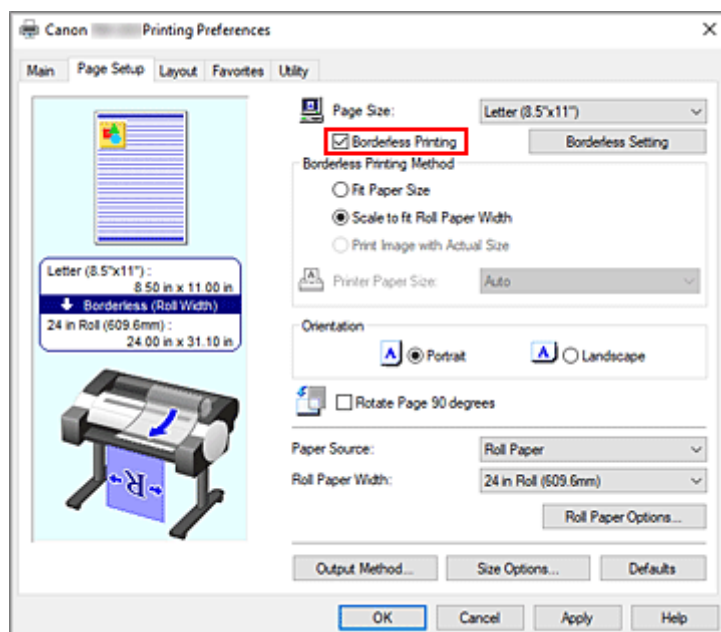 Canon Printing Preferences
Main Page Setup Layout Favorites Utility
Page Size: Letter (8.5"x11")
Borderless Printing Borderless Setting
Borderless Printing Method
Fit Paper Size
Scale to fit Roll Paper Width
Print Image with Actual Size
Printer Paper Size: Auto
Letter (8.5"x11") :
8.50 in x 11.00 in
Borderless (Roll Width)
24 in Roll (609.6mm) :
24.00 in x 31.10 in
Orientation
A Portrait A Landscape
Rotate Page 90 degrees
R
Paper Source: Roll Paper
Roll Paper Width: 24 in Roll (609.6mm)
Roll Paper Options...
Output Method... Size Options... Defaults
OK Cancel Apply Help